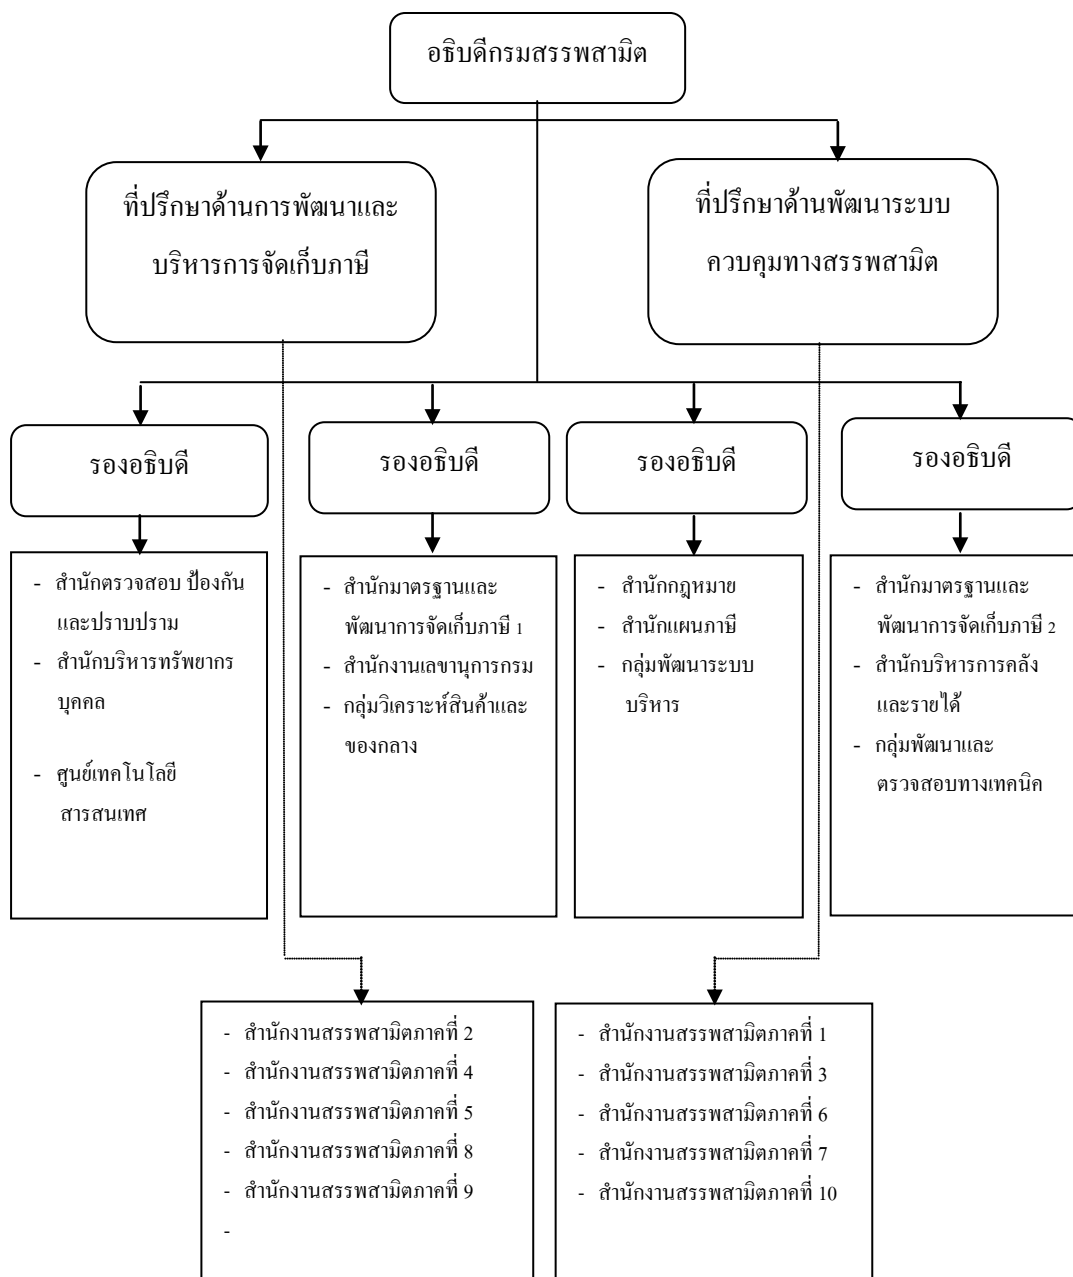 อธิบดีกรมสรรพสามิต
ที่ปรึกษาด้านการพัฒนาและ
บริหารการจัดเก็บภาษี
ที่ปรึกษาด้านพัฒนาระบบ
ควบคุมทางสรรพสามิต
รองอธิบดี
รองอธิบดี
รองอธิบดี
รองอธิบดี
- สำนักตรวจสอบ ป้องกัน
และปราบปราม
- สำนักบริหารทรัพยากร
บุคคล
- ศูนย์เทคโนโลยี
สารสนเทศ
- สำนักมาตรฐานและ
พัฒนาการจัดเก็บภาษี 1
- สำนักงานเลขานุการกรม
- กลุ่มวิเคราะห์สินค้าและ
ของกลาง
- สำนักกฎหมาย
- สำนักแผนภาษี
- กลุ่มพัฒนาระบบ
บริหาร
- สำนักมาตรฐานและ
พัฒนาการจัดเก็บภาษี 2
- สำนักบริหารการคลัง
และรายได้
- กลุ่มพัฒนาและ
ตรวจสอบทางเทคนิค
- สำนักงานสรรพสามิตภาคที่ 2
- สำนักงานสรรพสามิตภาคที่ 4
- สำนักงานสรรพสามิตภาคที่ 5
- สำนักงานสรรพสามิตภาคที่ 8
- สำนักงานสรรพสามิตภาคที่ 9
-
- สำนักงานสรรพสามิตภาคที่ 1
- สำนักงานสรรพสามิตภาคที่ 3
- สำนักงานสรรพสามิตภาคที่ 6
- สำนักงานสรรพสามิตภาคที่ 7
- สำนักงานสรรพสามิตภาคที่ 10